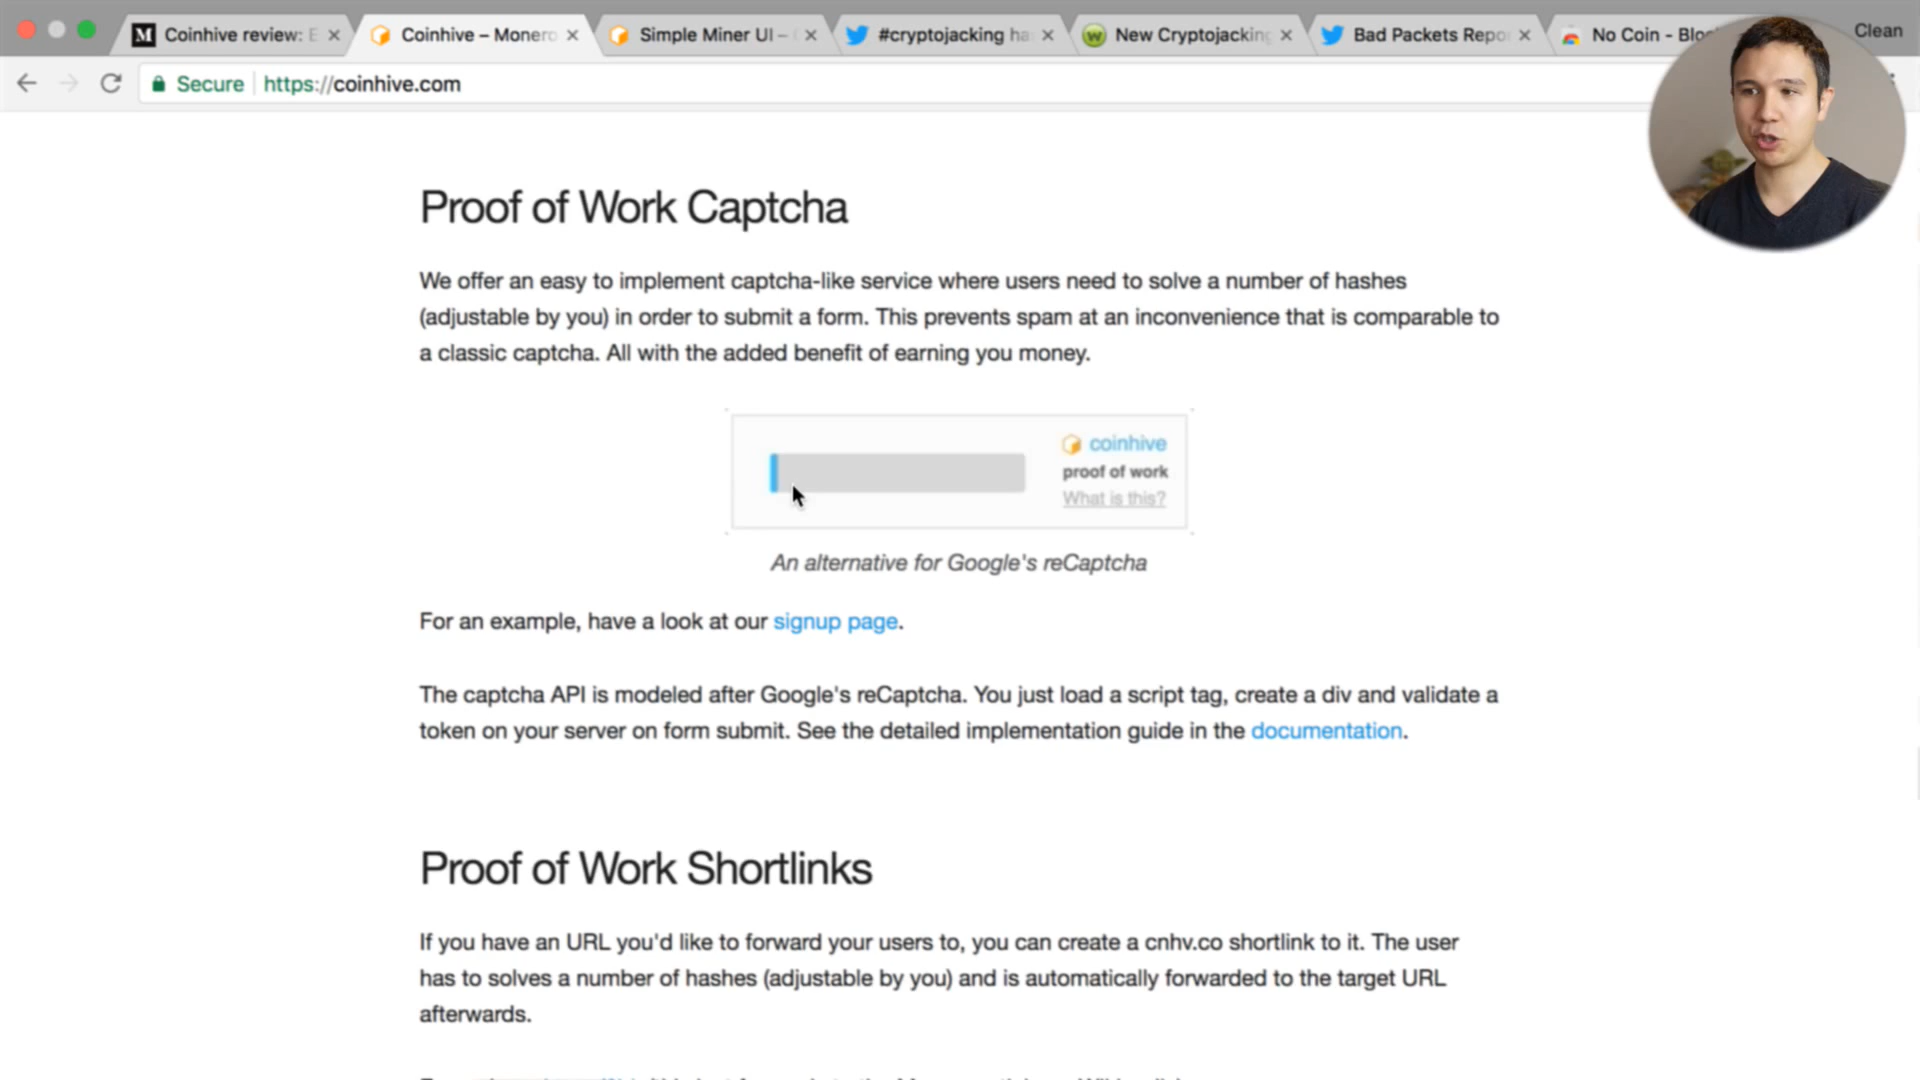 Coinhive review: E
Coinhive – Monero
Simple Miner UI –
#cryptojacking ha
New Cryptojacking
Bad Packets Repo
No Coin - Bloc
Clean
Secure https://coinhive.com
Proof of Work Captcha
We offer an easy to implement captcha-like service where users need to solve a number of hashes
(adjustable by you) in order to submit a form. This prevents spam at an inconvenience that is comparable to
a classic captcha. All with the added benefit of earning you money.
coinhive
proof of work
What is this?
An alternative for Google's reCaptcha
For an example, have a look at our signup page.
The captcha API is modeled after Google's reCaptcha. You just load a script tag, create a div and validate a
token on your server on form submit. See the detailed implementation guide in the documentation.
Proof of Work Shortlinks
If you have an URL you'd like to forward your users to, you can create a cnhv.co shortlink to it. The user
has to solves a number of hashes (adjustable by you) and is automatically forwarded to the target URL
afterwards.